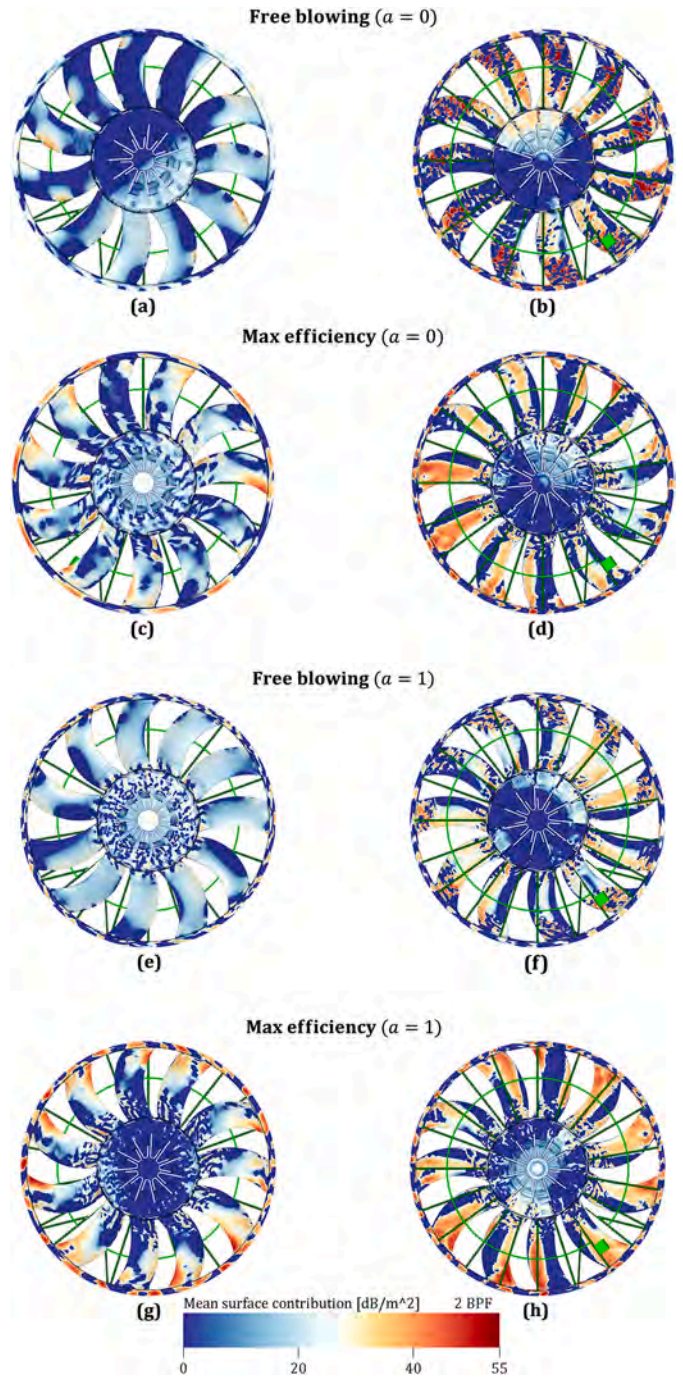 Free blowing (a = 0)
(a) (b)
Max efficiency (a = 0)
(c) (d)
Free blowing (a = 1)
(e) (f)
Max efficiency (a = 1)
(g) (h)
Mean surface contribution [dB/m^2] 2 BPF
0 20 40 55